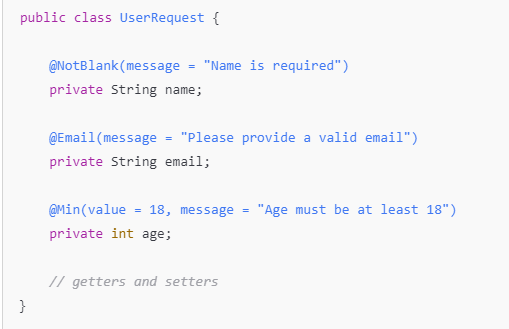 public class UserRequest {
@NotBlank(message = "Name is required")
private String name;
@Email(message = "Please provide a valid email")
private String email;
@Min(value = 18, message = "Age must be at least 18")
private int age;
// getters and setters
}